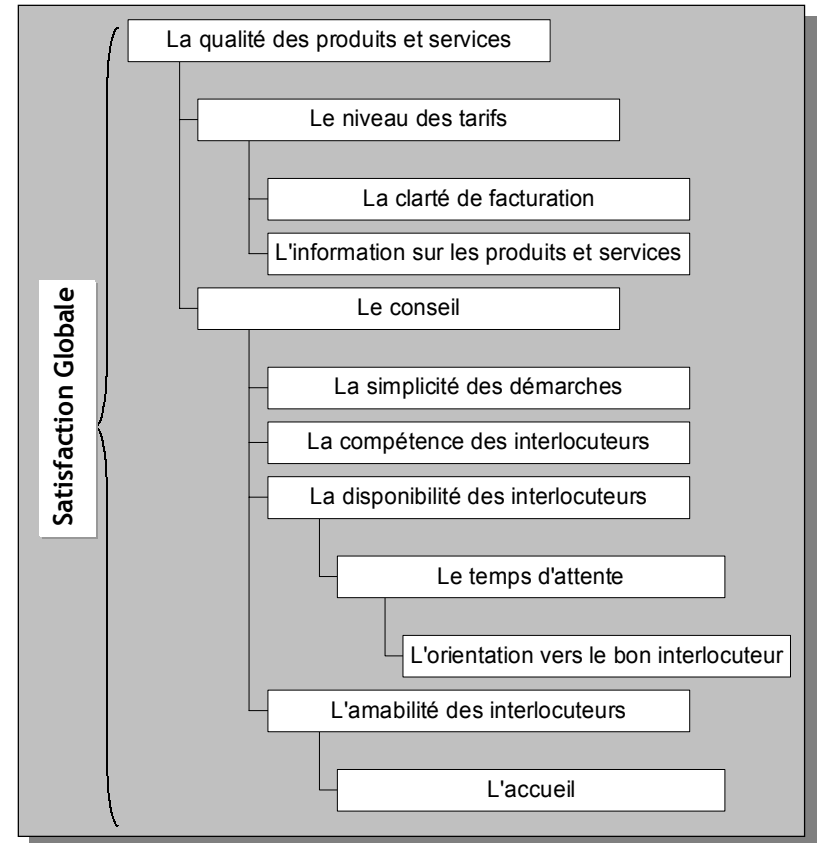 La qualité des produits et services
Le niveau des tarifs
La clarté de facturation
L'information sur les produits et services
Le conseil
La simplicité des démarches
La compétence des interlocuteurs
La disponibilité des interlocuteurs
Le temps d'attente
L'orientation vers le bon interlocuteur
L'amabilité des interlocuteurs
L'accueil
Satisfaction Globale